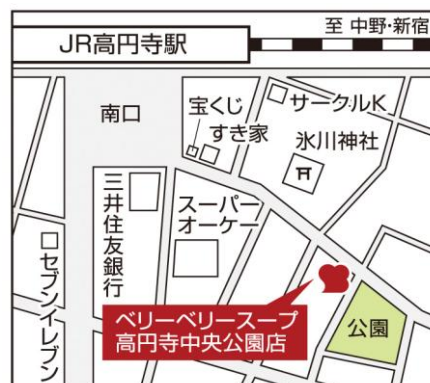 至 中野・新宿
JR高円寺駅
南口
宝くじ
すき家
サークルK
氷川神社
三井住友銀行
スーパー
オーケー
セブンイレブン
ベリーベリースープ
高円寺中央公園店
公園